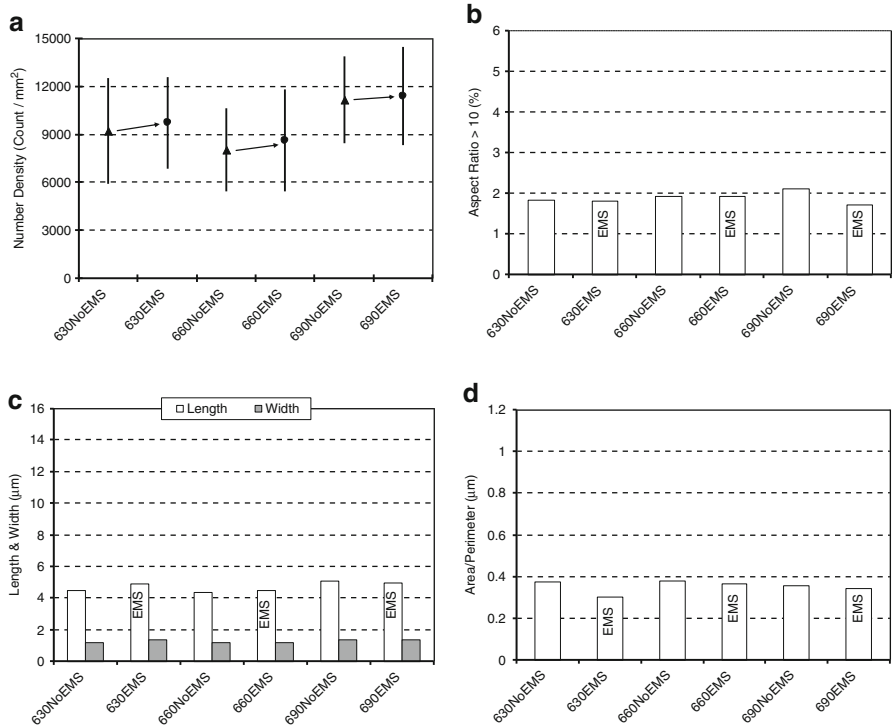 a
15000
12000
9000
6000
3000
0
Number Density (Count / mm²)
630NoEMS
630EMS
660NoEMS
660EMS
690NoEMS
690EMS
b
6
5
4
3
2
1
0
Aspect Ratio > 10 (%)
EMS
EMS
EMS
630NoEMS
630EMS
660NoEMS
660EMS
690NoEMS
690EMS
c
16
14
12
10
8
6
4
2
0
Length & Width (µm)
Length Width
EMS
EMS
EMS
630NoEMS
630EMS
660NoEMS
660EMS
690NoEMS
690EMS
d
1.2
1
0.8
0.6
0.4
0.2
0
Area/Perimeter (µm)
EMS
EMS
EMS
630NoEMS
630EMS
660NoEMS
660EMS
690NoEMS
690EMS